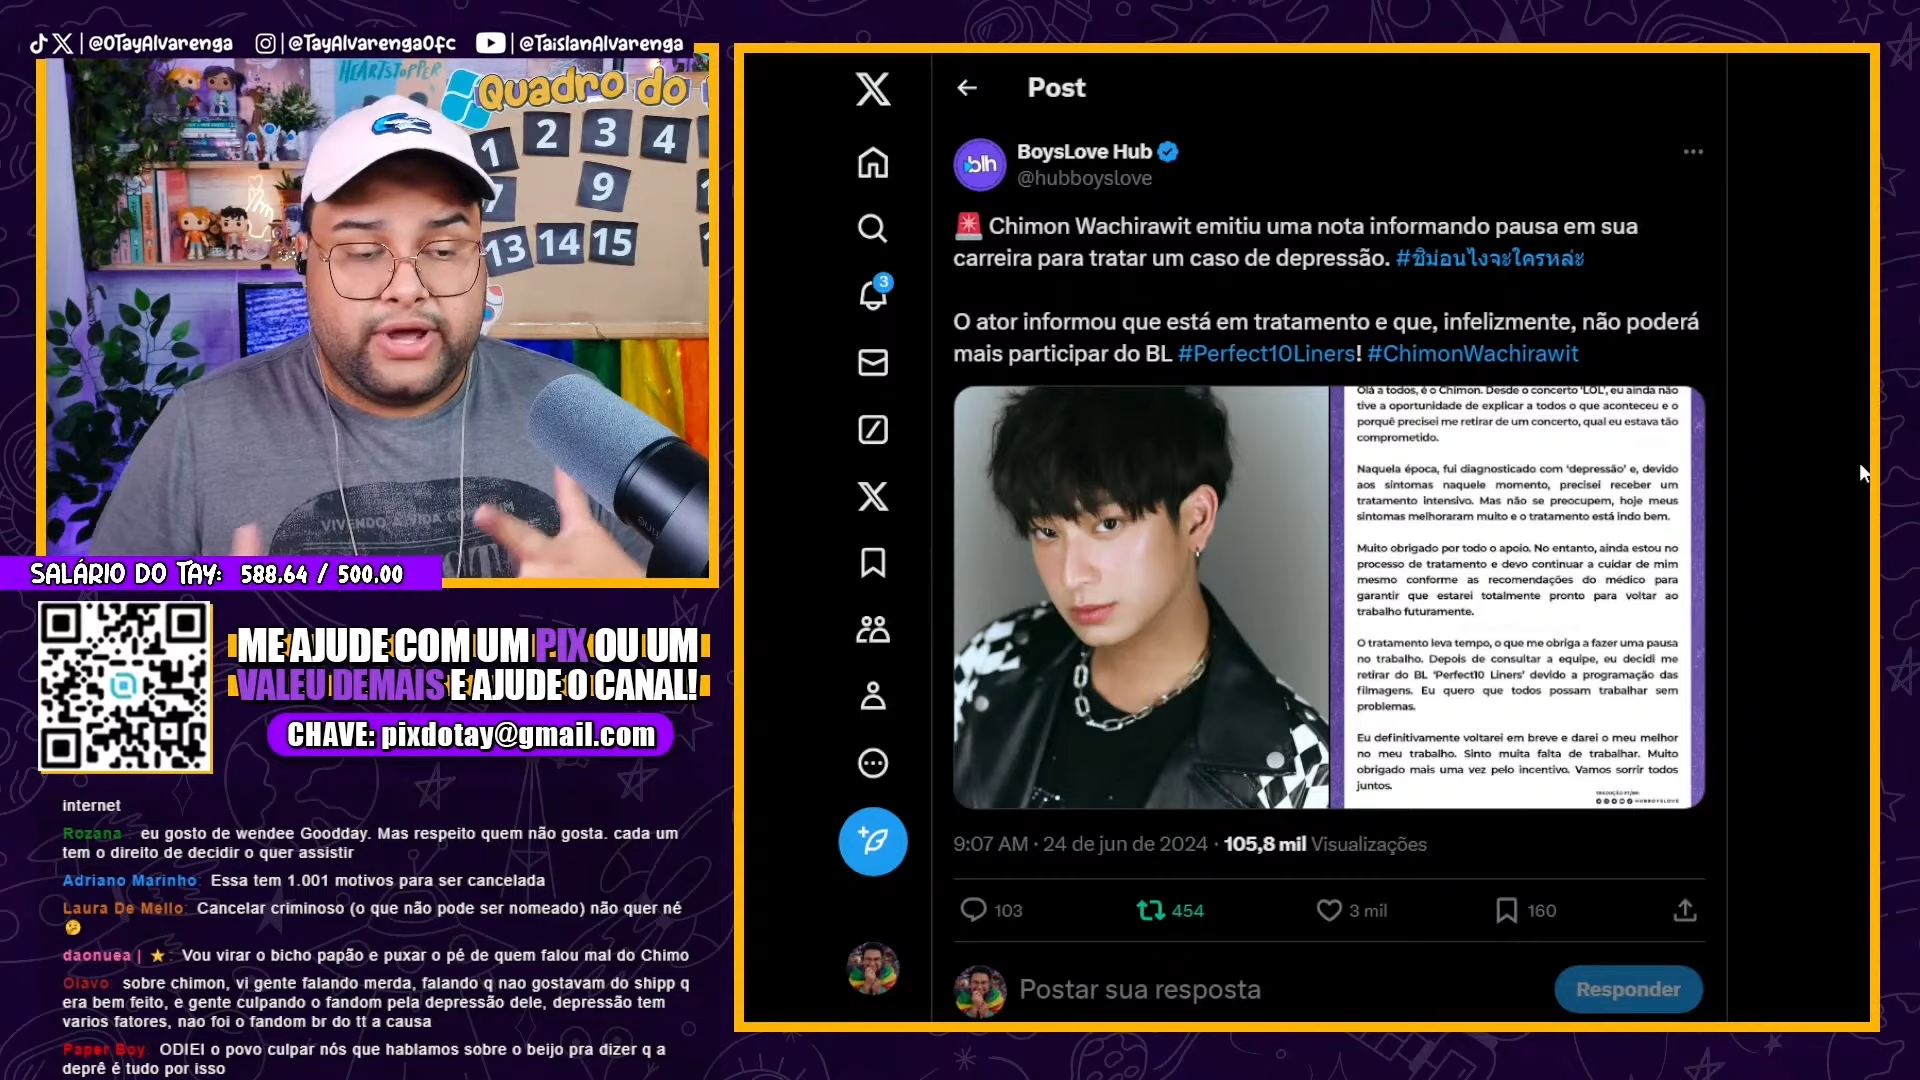 @OTayAlvarenga @TayAlvarengaOfc @TaislanAlvarenga
HEARTSTOPPER
Quadro do
1 2 3 4
7 9
13 14 15
VIVENDO A VIDA
SALÁRIO DO TAY: 588.64 / 500.00
ME AJUDE COM UM PIX OU UM
VALEU DEMAIS E AJUDE O CANAL!
CHAVE: pixdotay@gmail.com
internet
Rozana: eu gosto de wendee Goodday. Mas respeito quem não gosta. cada um
tem o direito de decidir o quer assistir
Adriano Marinho: Essa tem 1.001 motivos para ser cancelada
Laura De Mello: Cancelar criminoso (o que não pode ser nomeado) não quer né
🤔
daonuea | ⭐: Vou virar o bicho papão e puxar o pé de quem falou mal do Chimo
Olavo: sobre chimon, vi gente falando merda, falando q nao gostavam do shipp q
era bem feito, e gente culpando o fandom pela depressão dele, depressão tem
varios fatores, nao foi o fandom br do tt a causa
Paper Boy: ODIEI o povo culpar nós que hablamos sobre o beijo pra dizer q a
deprê é tudo por isso
Post
3
blh
BoysLove Hub
@hubboyslove
🚨 Chimon Wachirawit emitiu uma nota informando pausa em sua
carreira para tratar um caso de depressão. #ชิม่อนไงจะใครหล่ะ
O ator informou que está em tratamento e que, infelizmente, não poderá
mais participar do BL #Perfect10Liners! #ChimonWachirawit
Olá a todos, é o Chimon. Desde o concerto 'LOL', eu ainda não
tive a oportunidade de explicar a todos o que aconteceu e o
porquê precisei me retirar de um concerto, qual eu estava tão
comprometido.
Naquela época, fui diagnosticado com 'depressão' e, devido
aos sintomas naquele momento, precisei receber um
tratamento intensivo. Mas não se preocupem, hoje meus
sintomas melhoraram muito e o tratamento está indo bem.
Muito obrigado por todo o apoio. No entanto, ainda estou no
processo de tratamento e devo continuar a cuidar de mim
mesmo conforme as recomendações do médico para
garantir que estarei totalmente pronto para voltar ao
trabalho futuramente.
O tratamento leva tempo, o que me obriga a fazer uma pausa
no trabalho. Depois de consultar a equipe, eu decidi me
retirar do BL 'Perfect10 Liners' devido a programação das
filmagens. Eu quero que todos possam trabalhar sem
problemas.
Eu definitivamente voltarei em breve e darei o meu melhor
no meu trabalho. Sinto muita falta de trabalhar. Muito
obrigado mais uma vez pelo incentivo. Vamos sorrir todos
juntos.
TRADUÇÃO PT/BR:
HUBBOYSLOVE
9:07 AM · 24 de jun de 2024 · 105,8 mil Visualizações
103 454 3 mil 160
Postar sua resposta
Responder